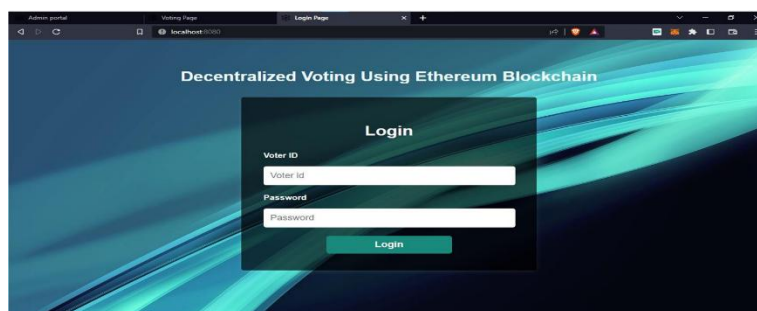 Admin portal
Voting Page
Login Page
localhost:8080
Decentralized Voting Using Ethereum Blockchain
Login
Voter ID
Voter id
Password
Password
Login